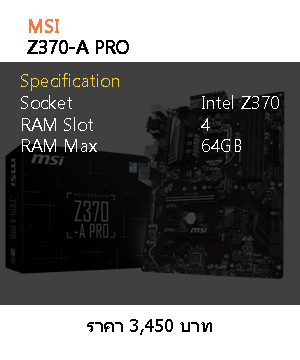 MSI
Z370-A PRO
Specification
Socket Intel Z370
RAM Slot 4
RAM Max 64GB
msi
Z370
-A PRO
ราคา 3,450 บาท